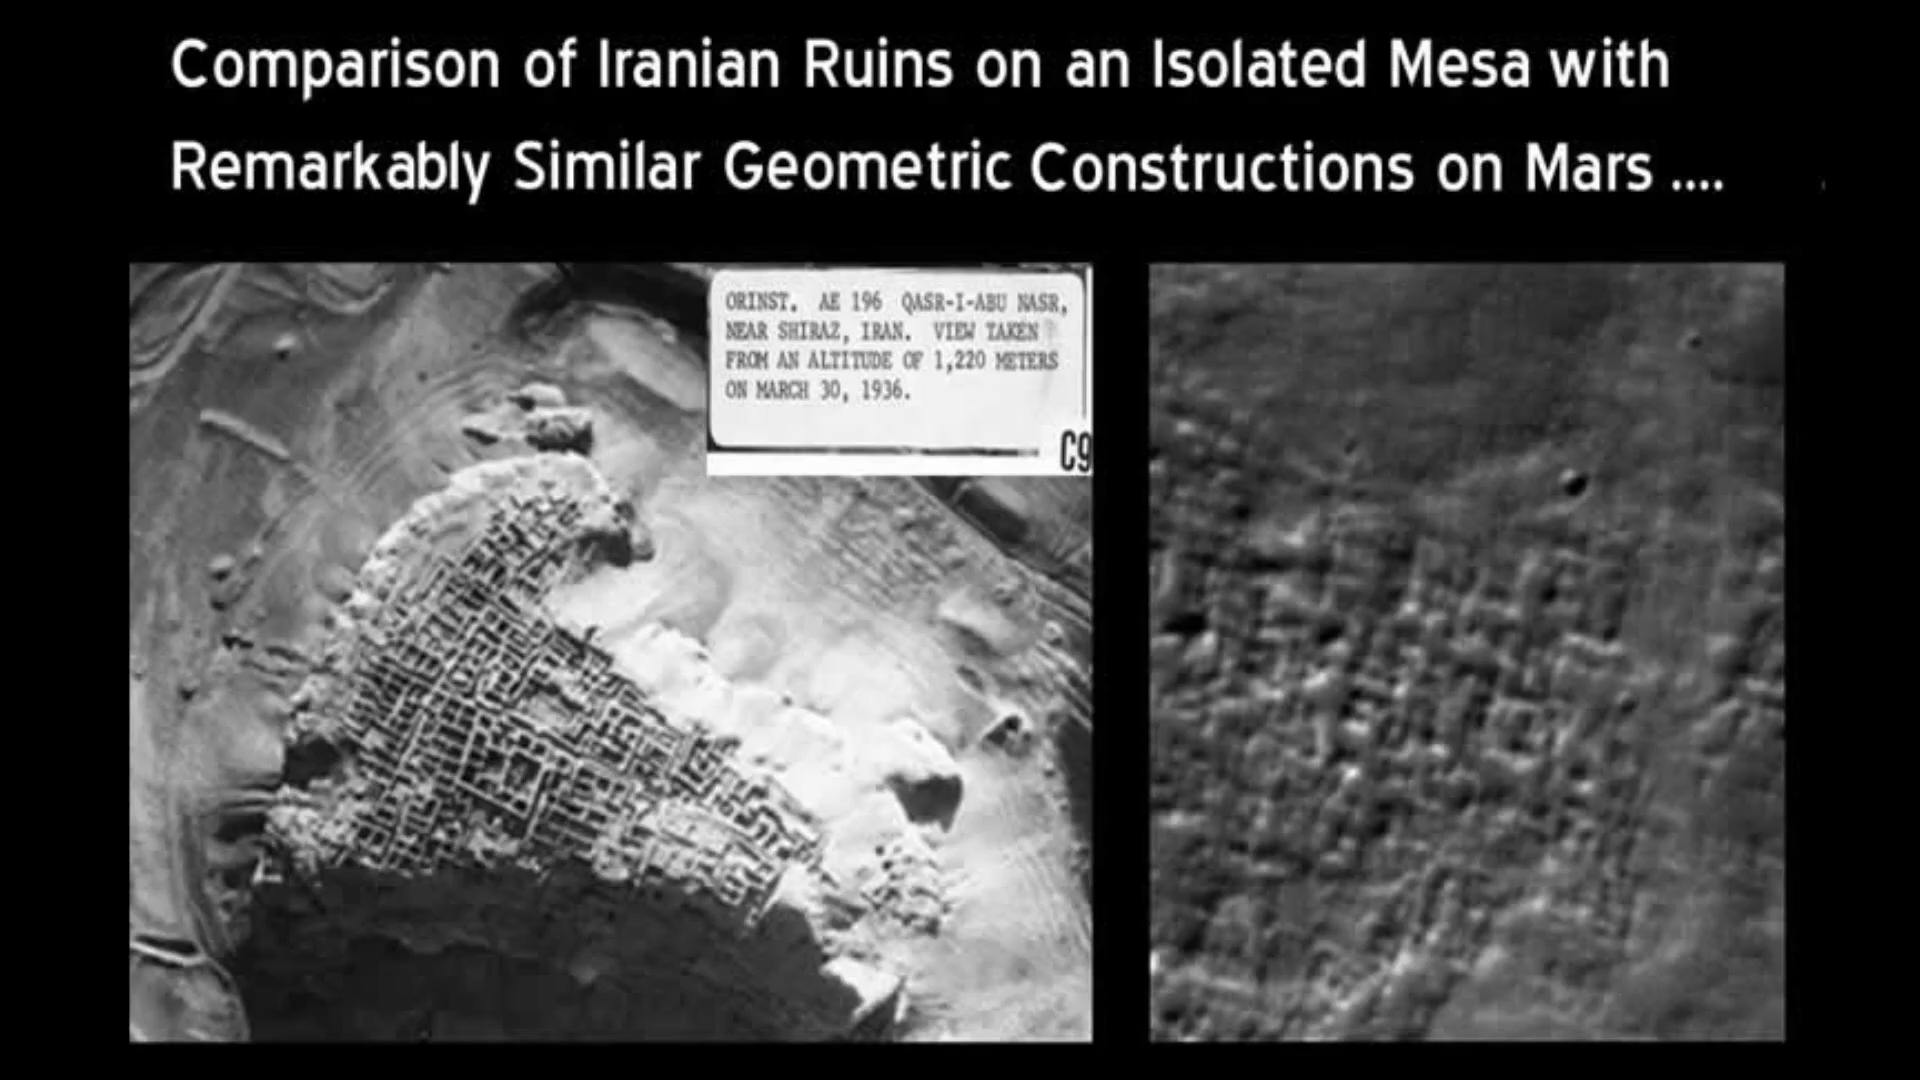 Comparison of Iranian Ruins on an Isolated Mesa with
Remarkably Similar Geometric Constructions on Mars ....
ORINST. AE 196 QASR-I-ABU NASR,
NEAR SHIRAZ, IRAN. VIEW TAKEN
FROM AN ALTITUDE OF 1,220 METERS
ON MARCH 30, 1936.
C9